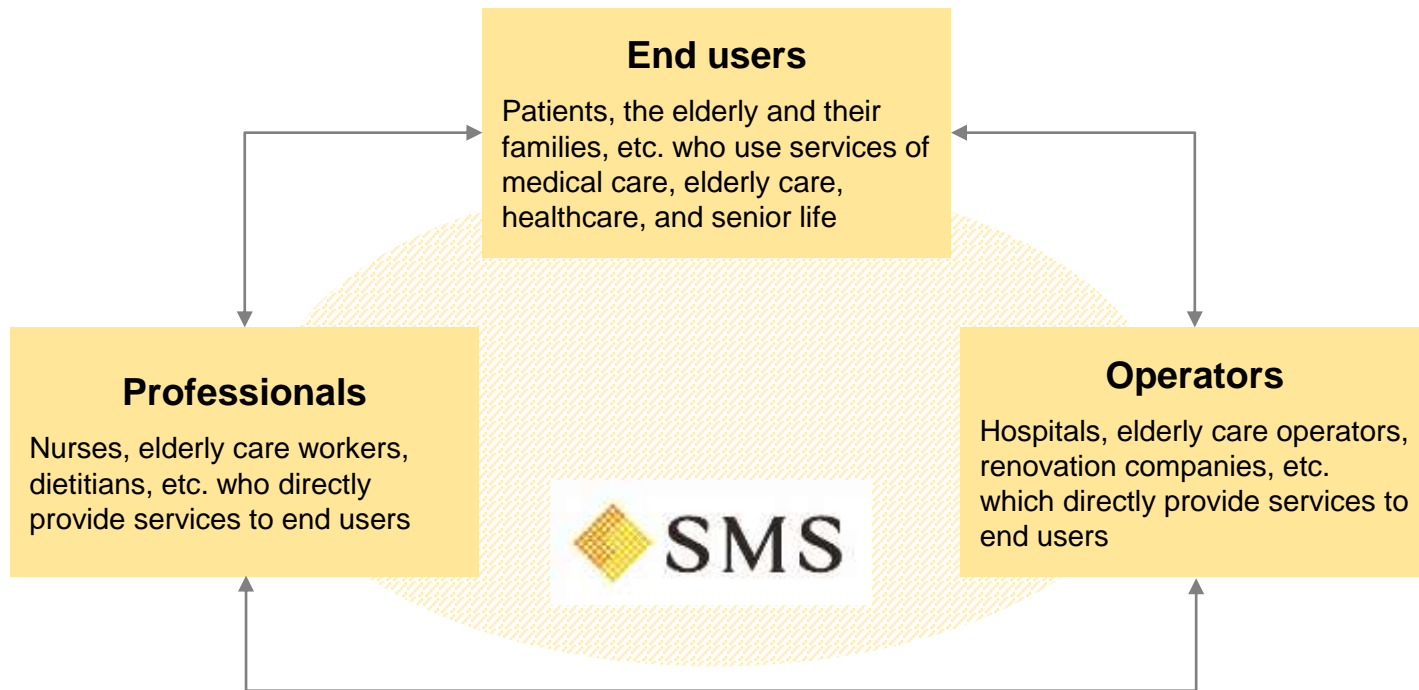 End users
Patients, the elderly and their
families, etc. who use services of
medical care, elderly care,
healthcare, and senior life
Professionals
Nurses, elderly care workers,
dietitians, etc. who directly
provide services to end users
Operators
Hospitals, elderly care operators,
renovation companies, etc.
which directly provide services to
end users
SMS